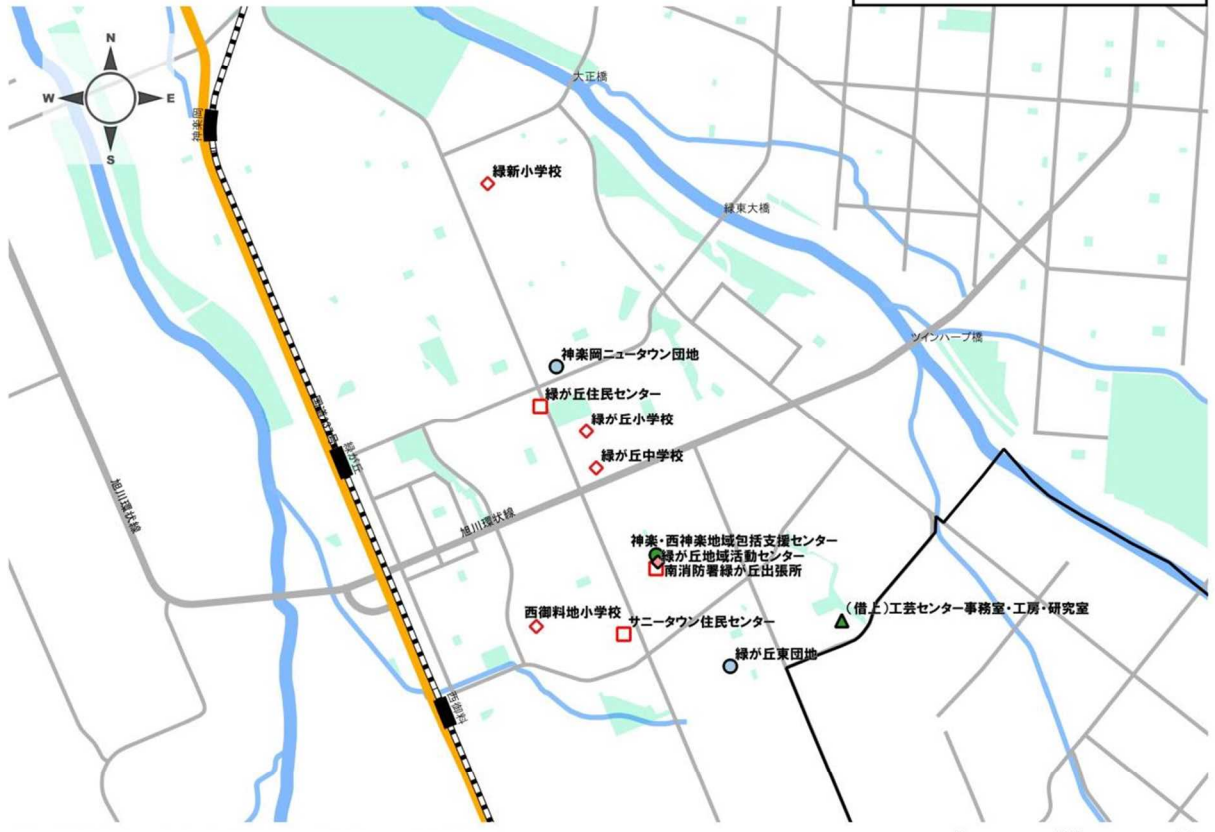 N
W E
S
大正橋
神楽岡
緑新小学校
緑東大橋
ツインハープ橋
神楽岡ニュータウン団地
緑が丘住民センター
緑が丘小学校
緑が丘
緑が丘中学校
旭川環状線
旭川環状線
神楽・西神楽地域包括支援センター
緑が丘地域活動センター
南消防署緑が丘出張所
(借上)工芸センター事務室・工房・研究室
西御料地小学校
サニータウン住民センター
緑が丘東団地
西御料